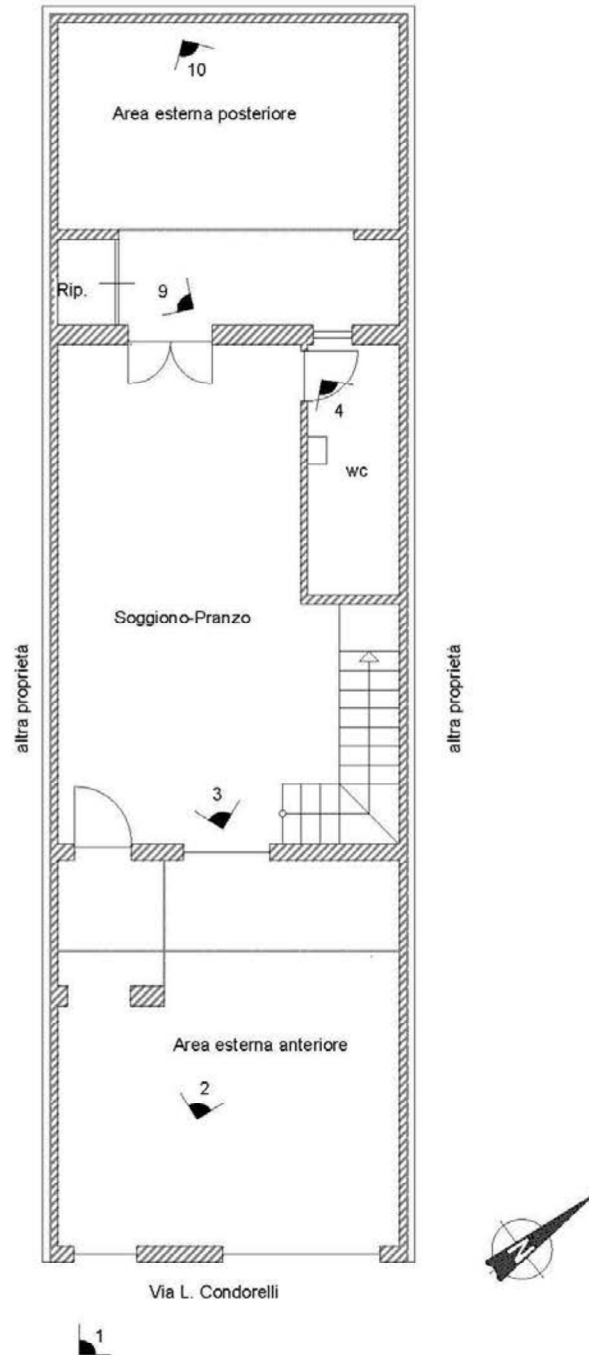 10
Area esterna posteriore
Rip.
9
4
wc
Soggiono-Pranzo
altra proprietà
altra proprietà
3
Area esterna anteriore
2
N
Via L. Condorelli
1